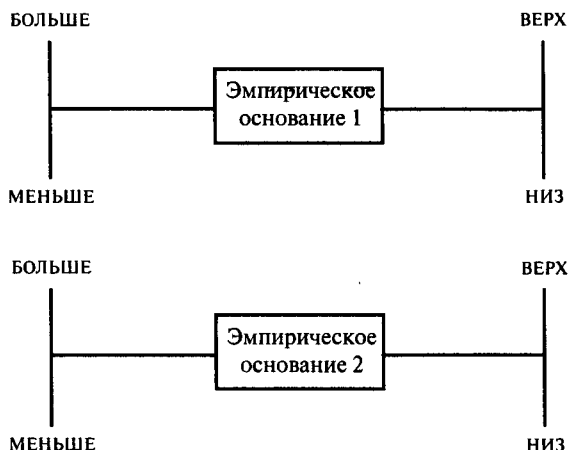 БОЛЬШЕ ВЕРХ
Эмпирическое
основание 1
МЕНЬШЕ НИЗ
БОЛЬШЕ ВЕРХ
Эмпирическое
основание 2
МЕНЬШЕ НИЗ